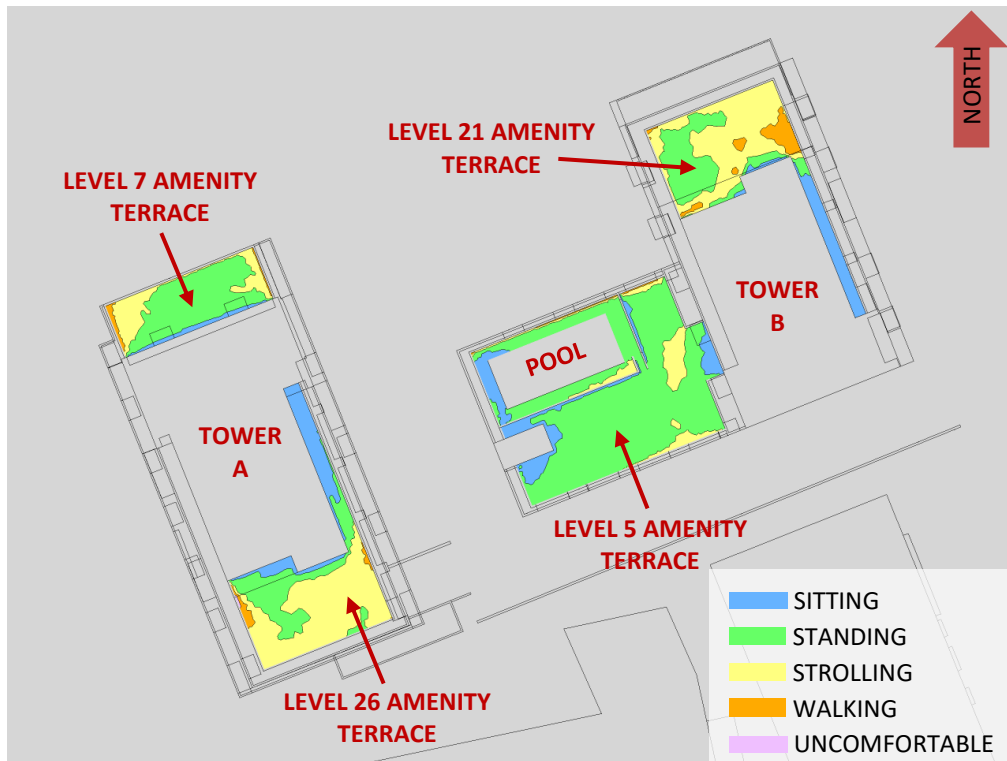 NORTH
LEVEL 21 AMENITY
TERRACE
LEVEL 7 AMENITY
TERRACE
TOWER
B
POOL
TOWER
A
LEVEL 5 AMENITY
TERRACE
LEVEL 26 AMENITY
TERRACE
SITTING
STANDING
STROLLING
WALKING
UNCOMFORTABLE